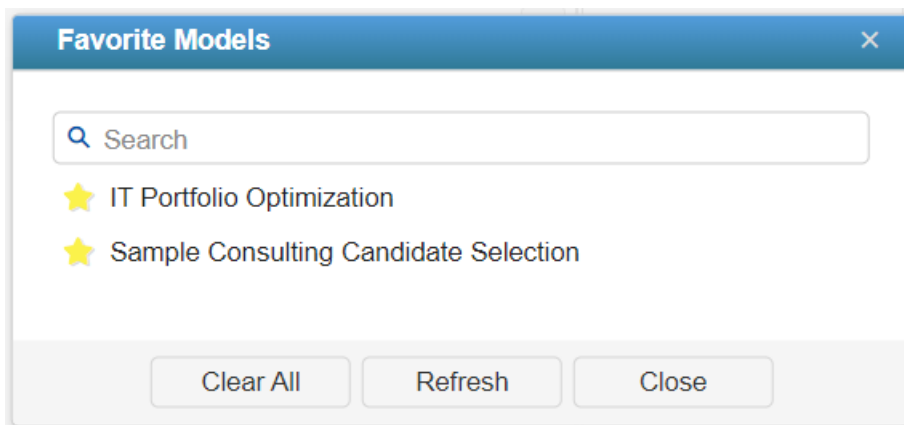 Favorite Models
Search
IT Portfolio Optimization
Sample Consulting Candidate Selection
Clear All Refresh Close